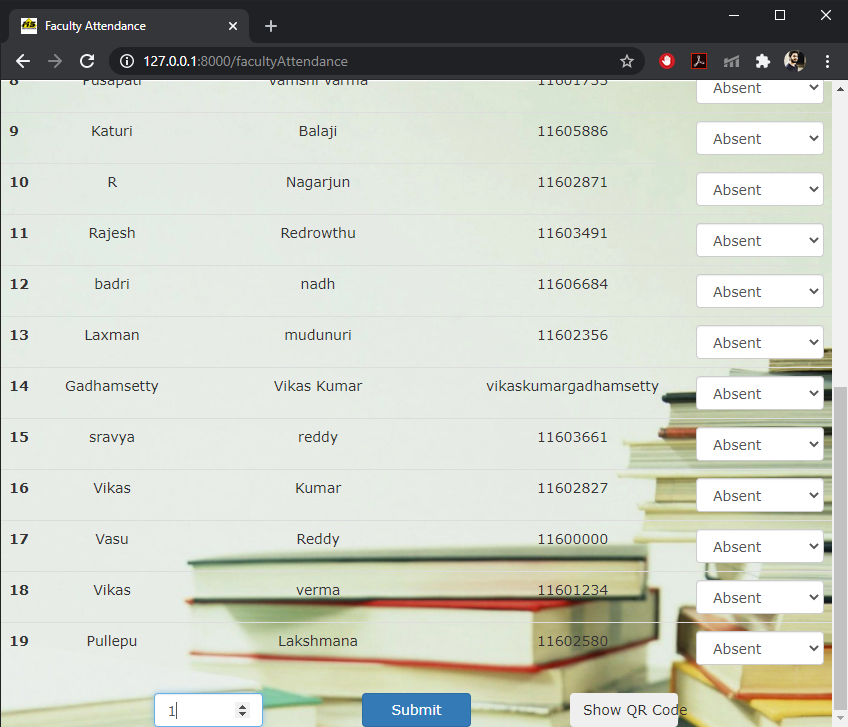 Faculty Attendance
127.0.0.1:8000/facultyAttendance
8 Pusapati Vamshi Varma 11601755 Absent
9 Katuri Balaji 11605886 Absent
10 R Nagarjun 11602871 Absent
11 Rajesh Redrowthu 11603491 Absent
12 badri nadh 11606684 Absent
13 Laxman mudunuri 11602356 Absent
14 Gadhamsetty Vikas Kumar vikaskumargadhamsetty Absent
15 sravya reddy 11603661 Absent
16 Vikas Kumar 11602827 Absent
17 Vasu Reddy 11600000 Absent
18 Vikas verma 11601234 Absent
19 Pullepu Lakshmana 11602580 Absent
1 Submit Show QR Code